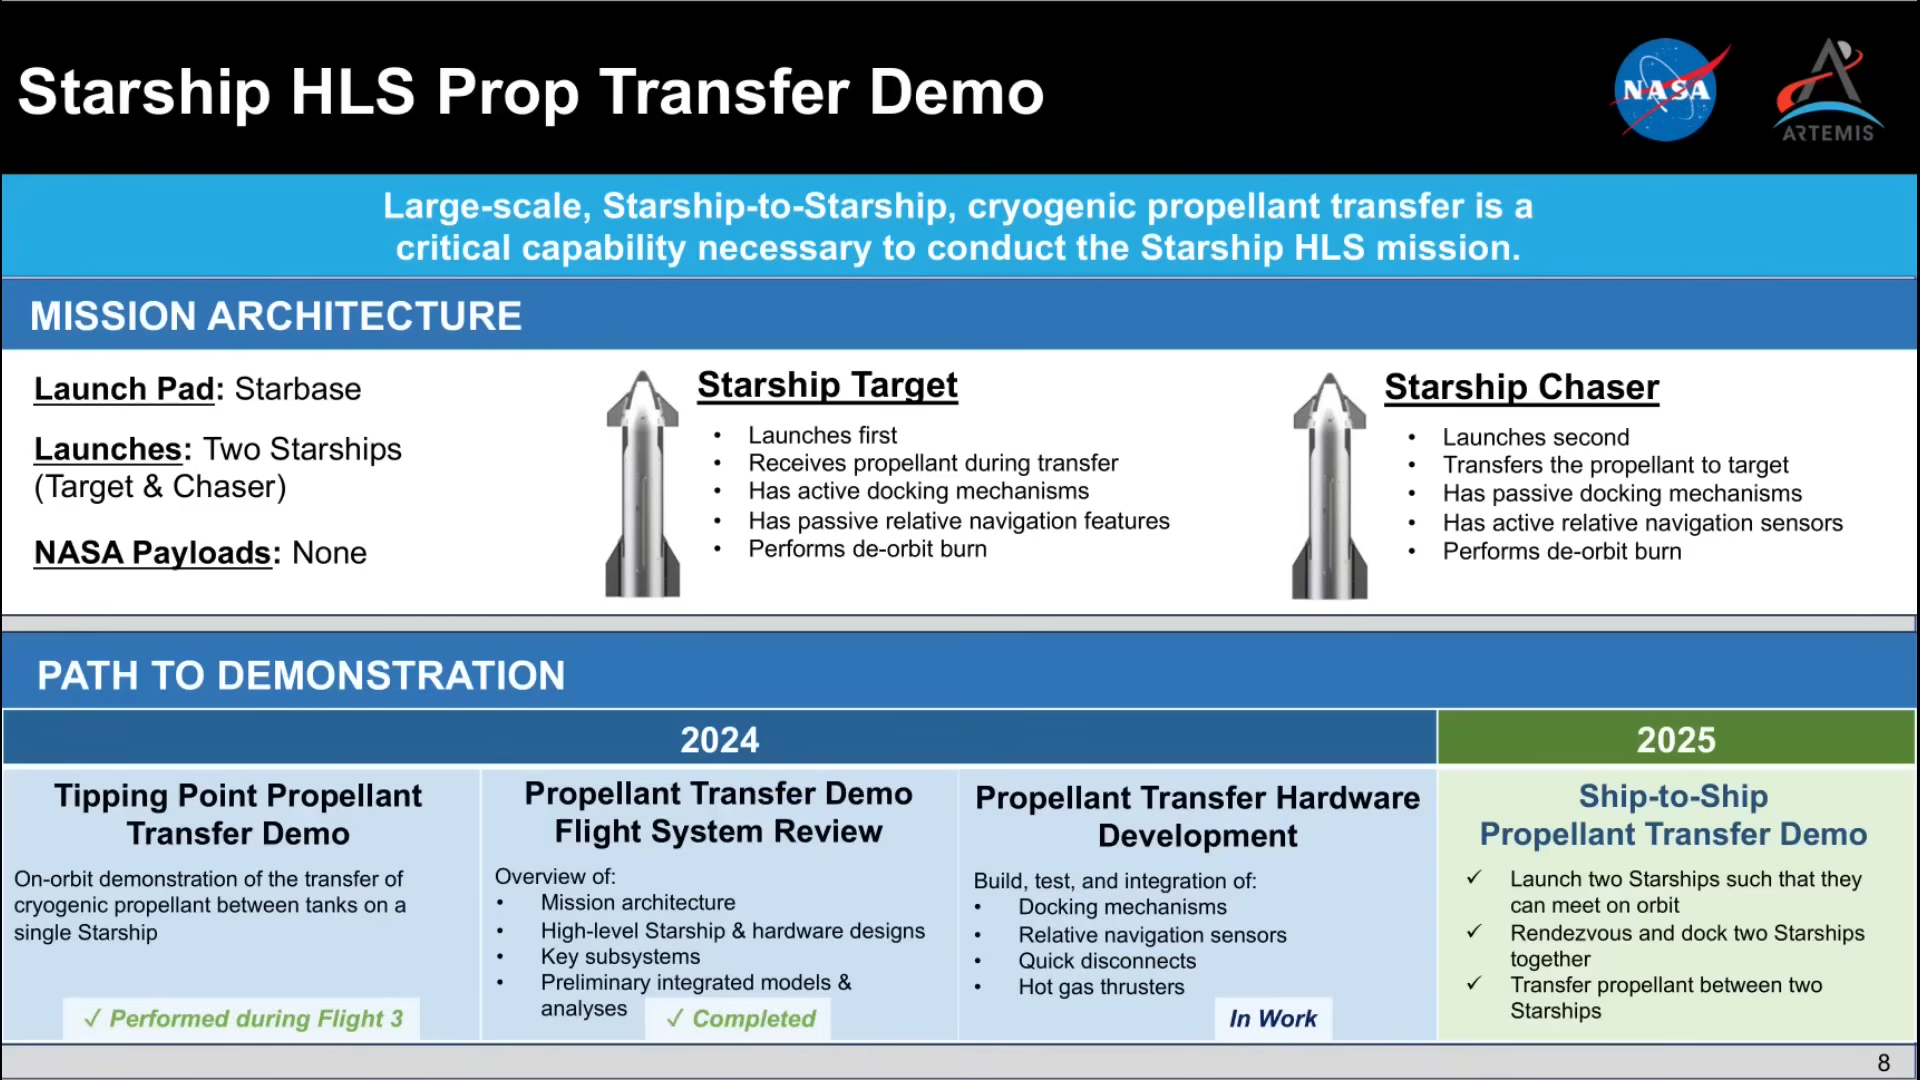 Starship HLS Prop Transfer Demo
NASA
ARTEMIS
Large-scale, Starship-to-Starship, cryogenic propellant transfer is a
critical capability necessary to conduct the Starship HLS mission.
MISSION ARCHITECTURE
Launch Pad: Starbase
Launches: Two Starships
(Target & Chaser)
NASA Payloads: None
Starship Target
• Launches first
• Receives propellant during transfer
• Has active docking mechanisms
• Has passive relative navigation features
• Performs de-orbit burn
Starship Chaser
• Launches second
• Transfers the propellant to target
• Has passive docking mechanisms
• Has active relative navigation sensors
• Performs de-orbit burn
PATH TO DEMONSTRATION
2024
2025
Tipping Point Propellant
Transfer Demo
On-orbit demonstration of the transfer of
cryogenic propellant between tanks on a
single Starship
✓ Performed during Flight 3
Propellant Transfer Demo
Flight System Review
Overview of:
• Mission architecture
• High-level Starship & hardware designs
• Key subsystems
• Preliminary integrated models &
analyses
✓ Completed
Propellant Transfer Hardware
Development
Build, test, and integration of:
• Docking mechanisms
• Relative navigation sensors
• Quick disconnects
• Hot gas thrusters
In Work
Ship-to-Ship
Propellant Transfer Demo
✓ Launch two Starships such that they
can meet on orbit
✓ Rendezvous and dock two Starships
together
✓ Transfer propellant between two
Starships
8